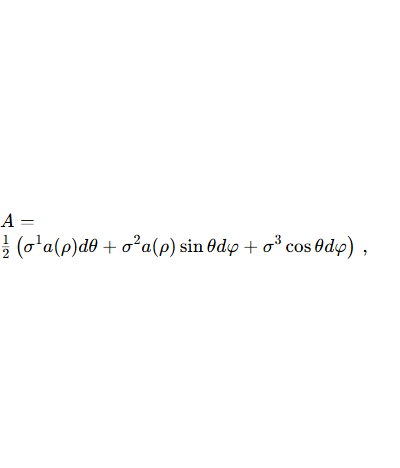 A =
½ (σ¹a(ρ)dθ + σ²a(ρ) sin θdφ + σ³ cos θdφ) ,